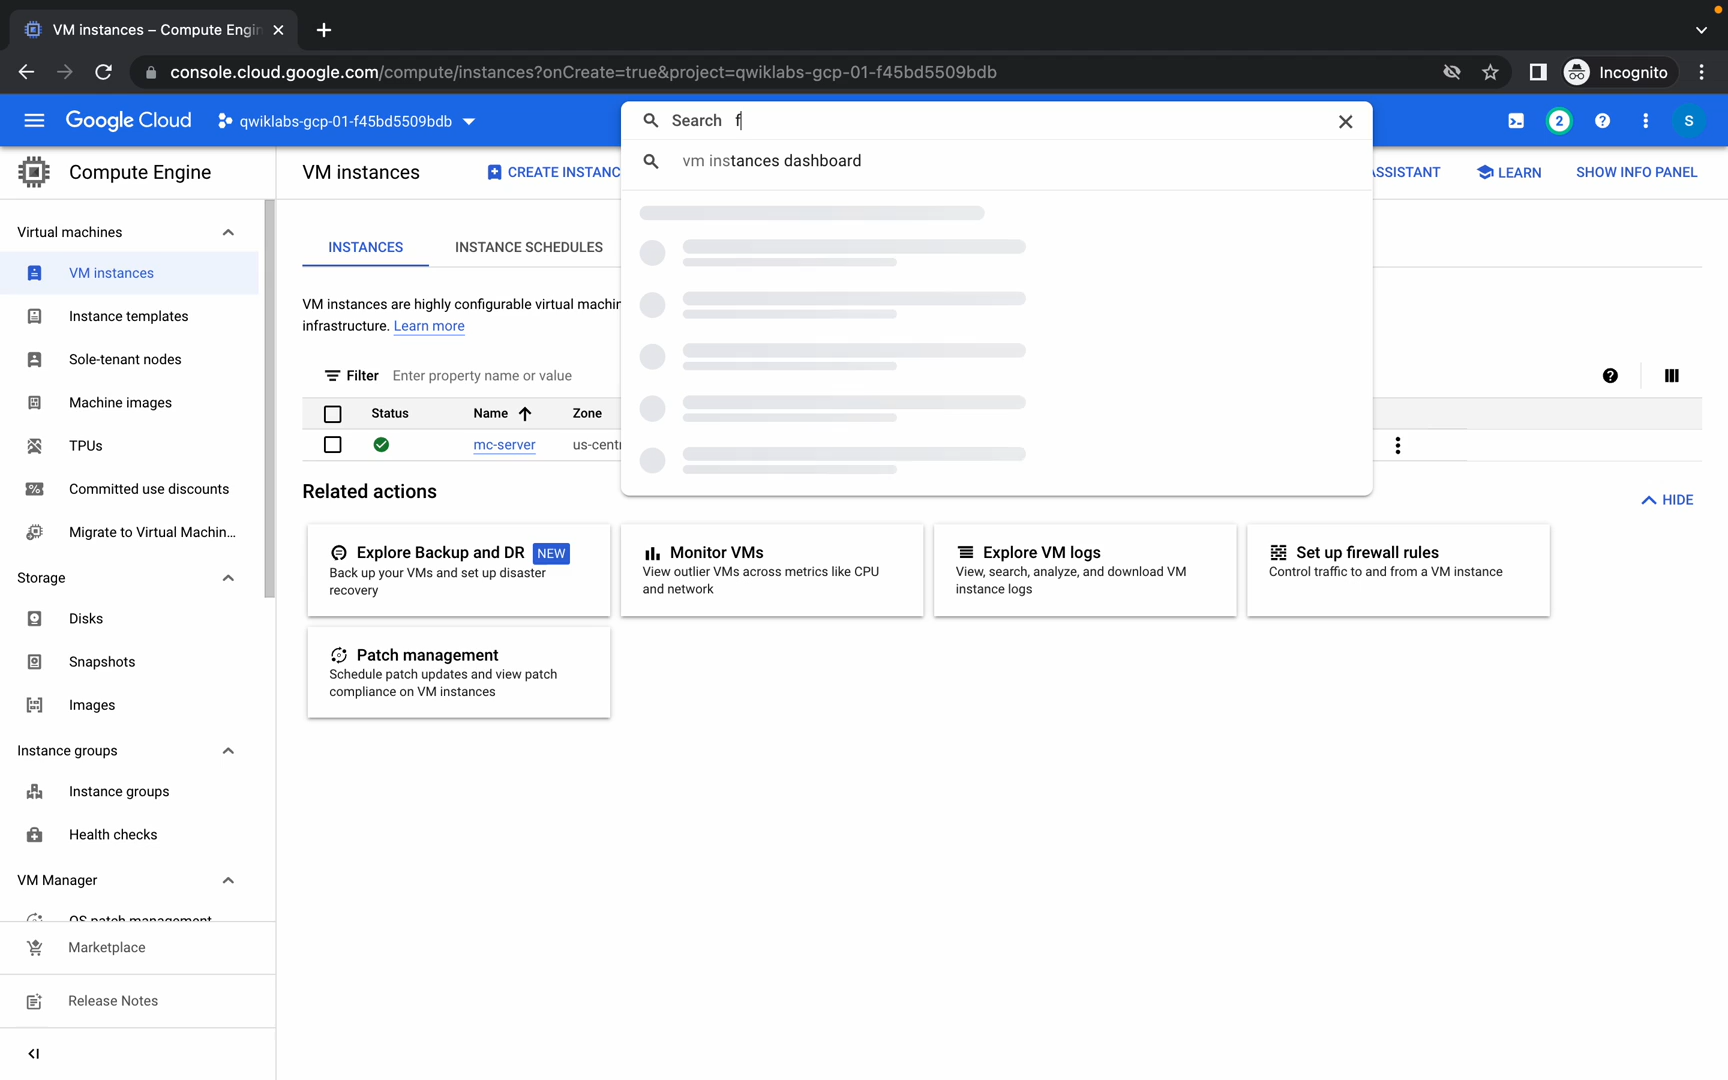 VM instances – Compute Engin
console.cloud.google.com/compute/instances?onCreate=true&project=qwiklabs-gcp-01-f45bd5509bdb
Incognito
Google Cloud
qwiklabs-gcp-01-f45bd5509bdb
Search f
2
S
vm instances dashboard
Compute Engine
VM instances
CREATE INSTANC
ASSISTANT
LEARN
SHOW INFO PANEL
Virtual machines
VM instances
Instance templates
Sole-tenant nodes
Machine images
TPUs
Committed use discounts
Migrate to Virtual Machin...
Storage
Disks
Snapshots
Images
Instance groups
Instance groups
Health checks
VM Manager
OS patch management
Marketplace
Release Notes
INSTANCES
INSTANCE SCHEDULES
VM instances are highly configurable virtual machin
infrastructure. Learn more
Filter Enter property name or value
Status Name Zone
mc-server us-centr
Related actions
HIDE
Explore Backup and DR NEW
Back up your VMs and set up disaster
recovery
Monitor VMs
View outlier VMs across metrics like CPU
and network
Explore VM logs
View, search, analyze, and download VM
instance logs
Set up firewall rules
Control traffic to and from a VM instance
Patch management
Schedule patch updates and view patch
compliance on VM instances